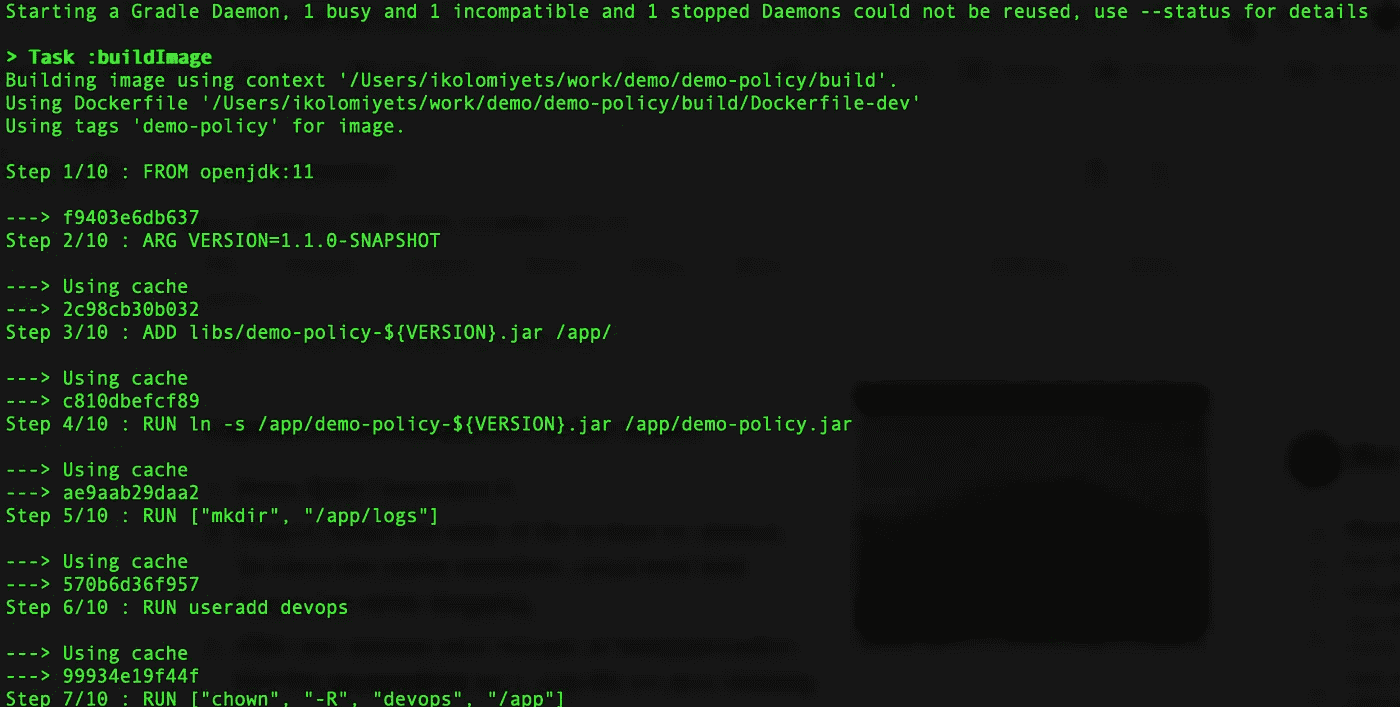 Starting a Gradle Daemon, 1 busy and 1 incompatible and 1 stopped Daemons could not be reused, use --status for details
> Task :buildImage
Building image using context '/Users/ikolomiyets/work/demo/demo-policy/build'.
Using Dockerfile '/Users/ikolomiyets/work/demo/demo-policy/build/Dockerfile-dev'
Using tags 'demo-policy' for image.
Step 1/10 : FROM openjdk:11
---> f9403e6db637
Step 2/10 : ARG VERSION=1.1.0-SNAPSHOT
---> Using cache
---> 2c98cb30b032
Step 3/10 : ADD libs/demo-policy-${VERSION}.jar /app/
---> Using cache
---> c810dbefcf89
Step 4/10 : RUN ln -s /app/demo-policy-${VERSION}.jar /app/demo-policy.jar
---> Using cache
---> ae9aab29daa2
Step 5/10 : RUN ["mkdir", "/app/logs"]
---> Using cache
---> 570b6d36f957
Step 6/10 : RUN useradd devops
---> Using cache
---> 99934e19f44f
Step 7/10 : RUN ["chown", "-R", "devops", "/app"]